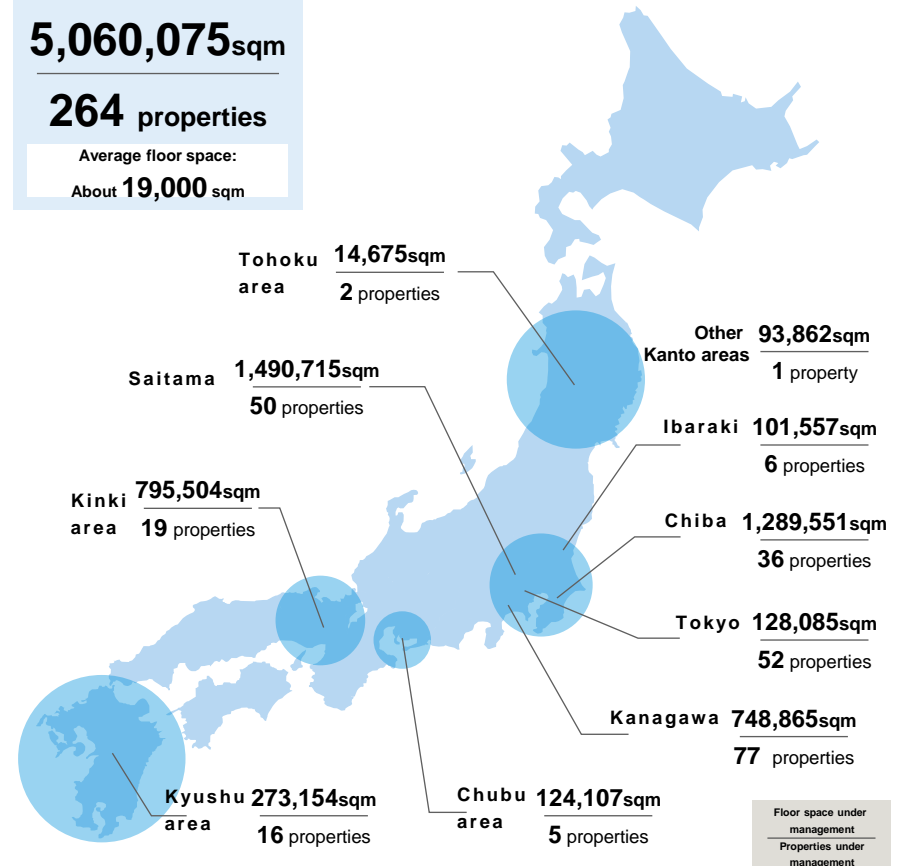 5,060,075sqm
264 properties
Average floor space:
About 19,000 sqm
Tohoku area
14,675sqm
2 properties
Other Kanto areas
93,862sqm
1 property
Saitama
1,490,715sqm
50 properties
Ibaraki
101,557sqm
6 properties
Kinki area
795,504sqm
19 properties
Chiba
1,289,551sqm
36 properties
Tokyo
128,085sqm
52 properties
Kanagawa
748,865sqm
77 properties
Kyushu area
273,154sqm
16 properties
Chubu area
124,107sqm
5 properties
Floor space under
management
Properties under
management